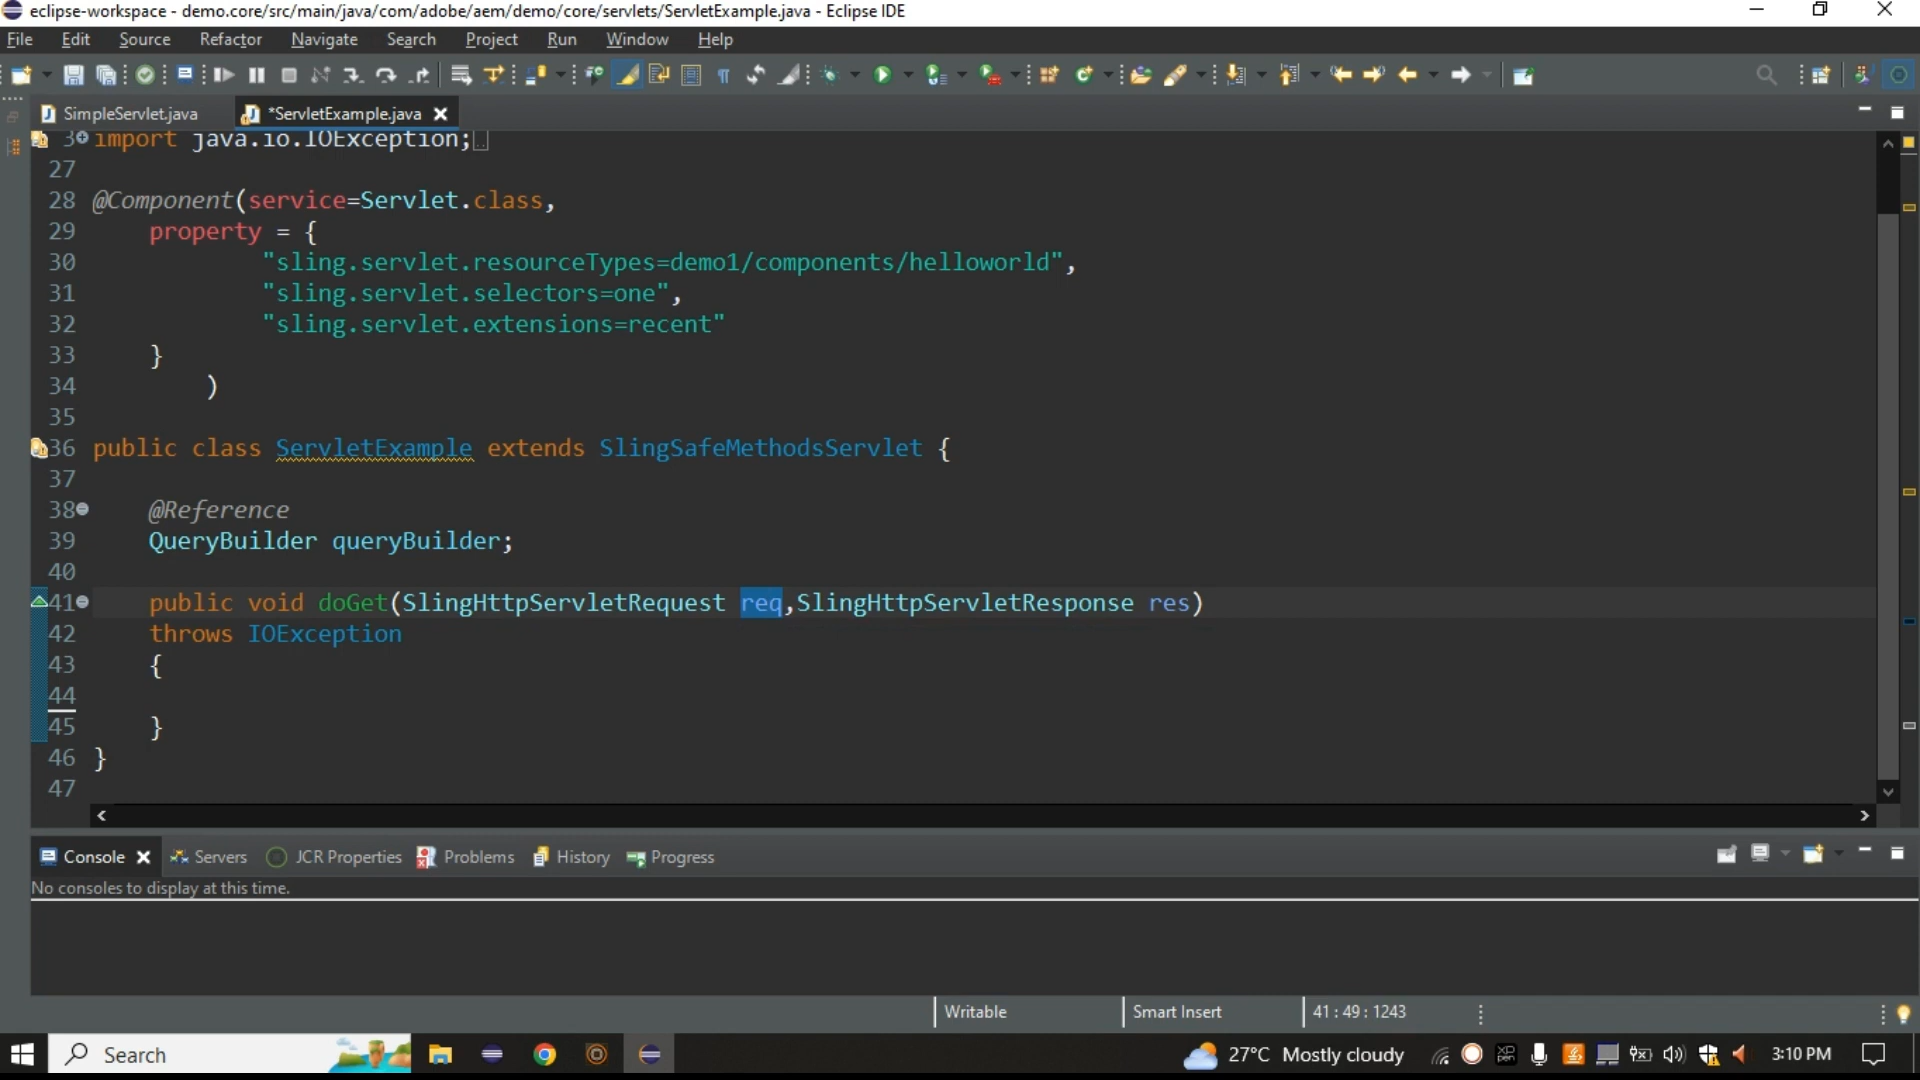 eclipse-workspace - demo.core/src/main/java/com/adobe/aem/demo/core/servlets/ServletExample.java - Eclipse IDE
File Edit Source Refactor Navigate Search Project Run Window Help
SimpleServlet.java *ServletExample.java
3 import java.io.IOException;
27
28 @Component(service=Servlet.class,
29 property = {
30 "sling.servlet.resourceTypes=demo1/components/helloworld",
31 "sling.servlet.selectors=one",
32 "sling.servlet.extensions=recent"
33 }
34 )
35
36 public class ServletExample extends SlingSafeMethodsServlet {
37
38 @Reference
39 QueryBuilder queryBuilder;
40
41 public void doGet(SlingHttpServletRequest req,SlingHttpServletResponse res)
42 throws IOException
43 {
44
45 }
46 }
47
Console Servers JCR Properties Problems History Progress
No consoles to display at this time.
Writable Smart Insert 41 : 49 : 1243
Search 27°C Mostly cloudy 3:10 PM